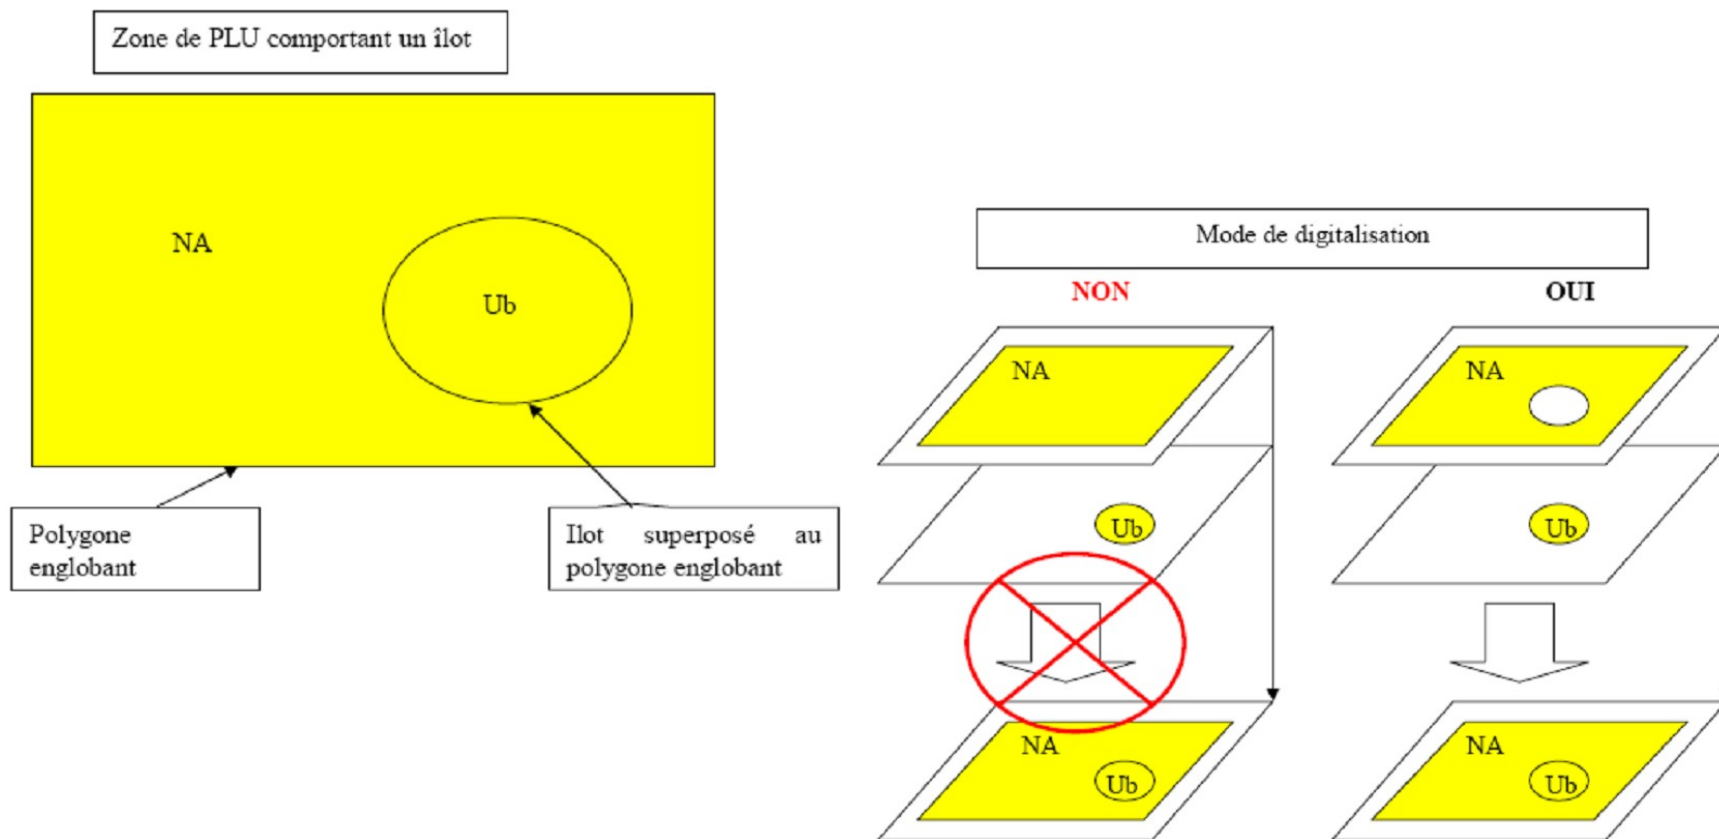 Zone de PLU comportant un îlot
NA
Ub
Polygone
englobant
Ilot superposé au
polygone englobant
Mode de digitalisation
NON
OUI
NA
NA
Ub
Ub
NA
Ub
NA
Ub